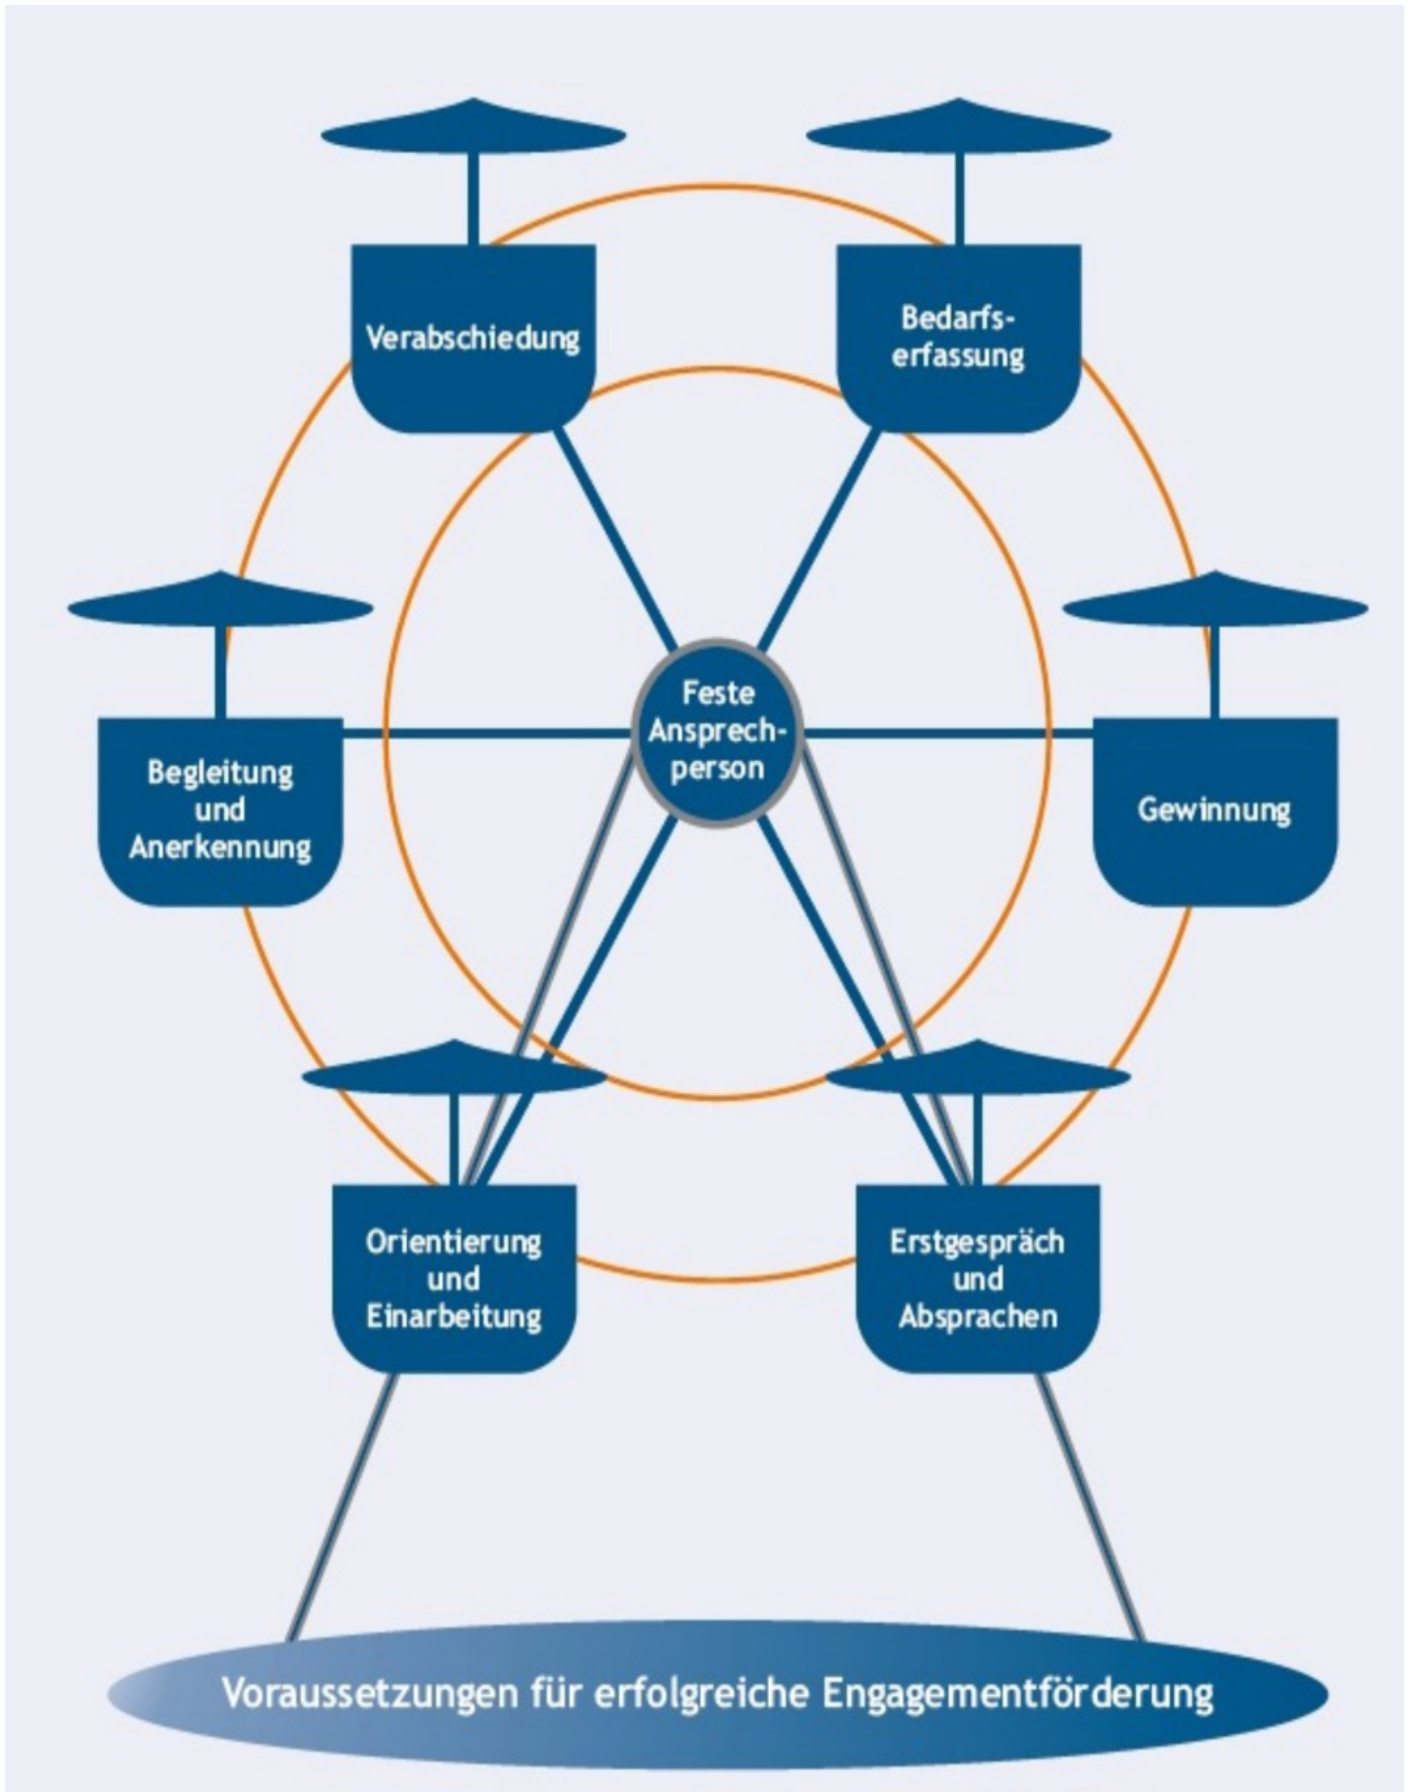 Verabschiedung
Bedarfs-
erfassung
Feste
Ansprech-
person
Begleitung
und
Anerkennung
Gewinnung
Orientierung
und
Einarbeitung
Erstgespräch
und
Absprachen
Voraussetzungen für erfolgreiche Engagementförderung